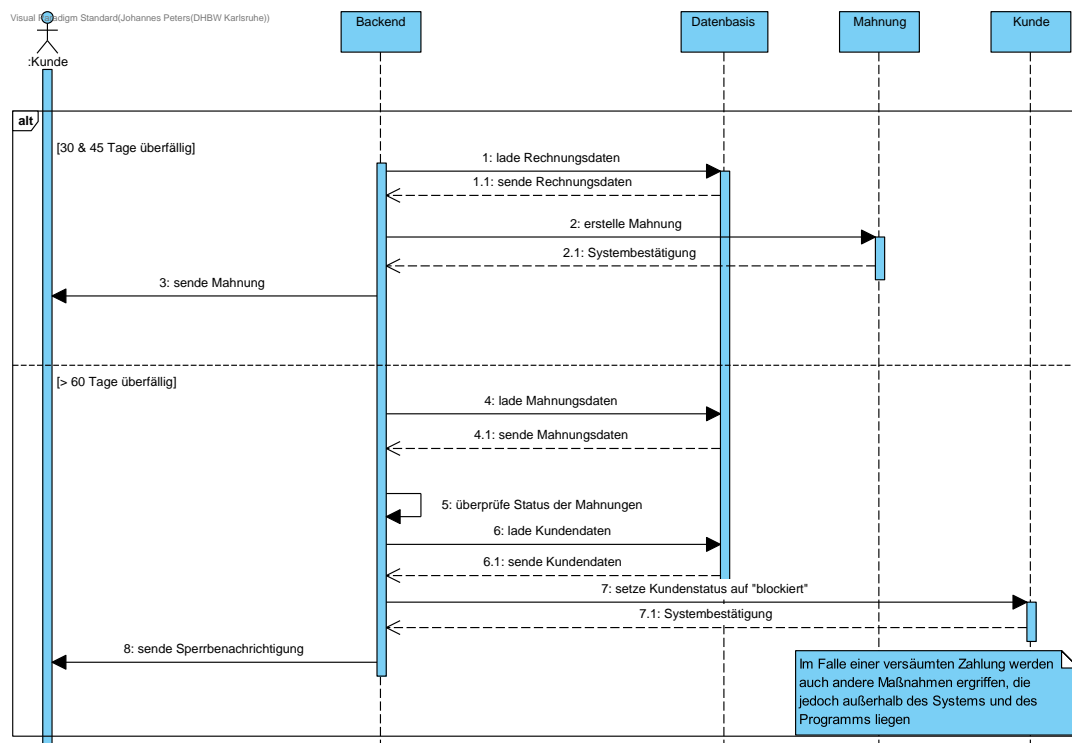 Visual Paradigm Standard(Johannes Peters(DHBW Karlsruhe))
:Kunde
Backend
Datenbasis
Mahnung
Kunde
alt
[30 & 45 Tage überfällig]
1: lade Rechnungsdaten
1.1: sende Rechnungsdaten
2: erstelle Mahnung
2.1: Systembestätigung
3: sende Mahnung
[> 60 Tage überfällig]
4: lade Mahnungsdaten
4.1: sende Mahnungsdaten
5: überprüfe Status der Mahnungen
6: lade Kundendaten
6.1: sende Kundendaten
7: setze Kundenstatus auf "blockiert"
7.1: Systembestätigung
8: sende Sperrbenachrichtigung
Im Falle einer versäumten Zahlung werden
auch andere Maßnahmen ergriffen, die
jedoch außerhalb des Systems und des
Programms liegen